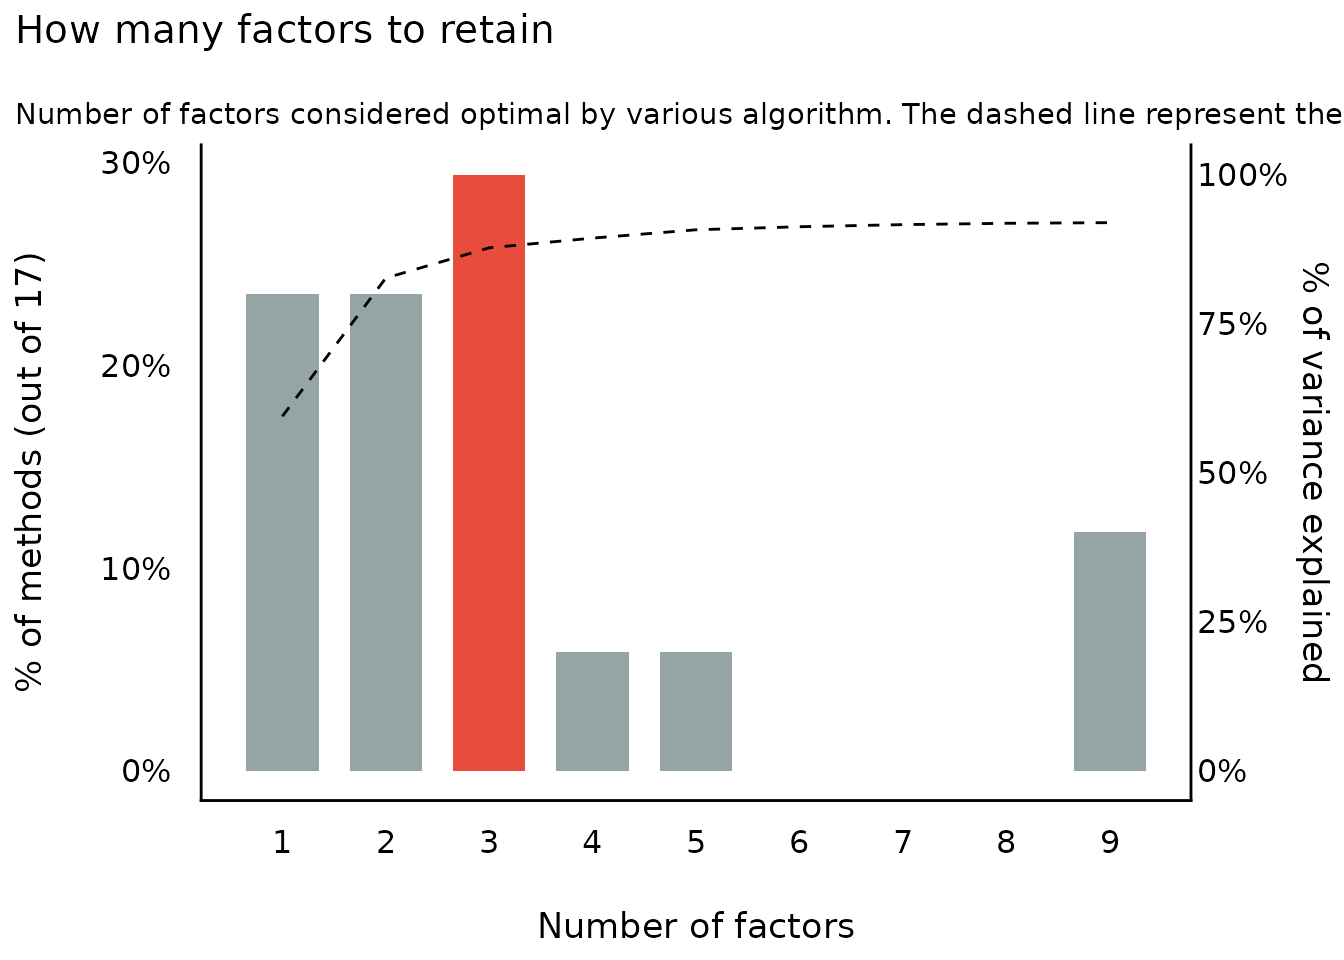 How many factors to retain
Number of factors considered optimal by various algorithm. The dashed line represent the
30%
20%
10%
0%
% of methods (out of 17)
100%
75%
50%
25%
0%
% of variance explained
1 2 3 4 5 6 7 8 9
Number of factors